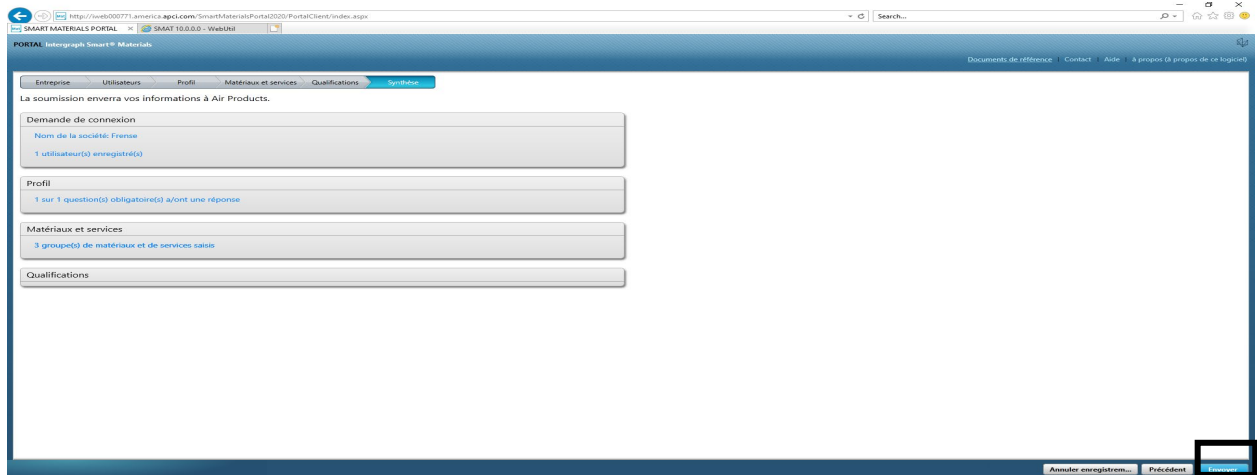 http://iweb000771.america.apci.com/SmartMaterialsPortal2020/PortalClient/index.aspx
Search...
SMART MATERIALS PORTAL
SMAT 10.0.0.0 - WebUtil
PORTAL Intergraph Smart® Materials
Documents de référence | Contact | Aide | à propos (à propos de ce logiciel)
Entreprise Utilisateurs Profil Matériaux et services Qualifications Synthèse
La soumission enverra vos informations à Air Products.
Demande de connexion
Nom de la société: Frense
1 utilisateur(s) enregistré(s)
Profil
1 sur 1 question(s) obligatoire(s) a/ont une réponse
Matériaux et services
3 groupe(s) de matériaux et de services saisis
Qualifications
Annuler enregistrem... Précédent Envoyer